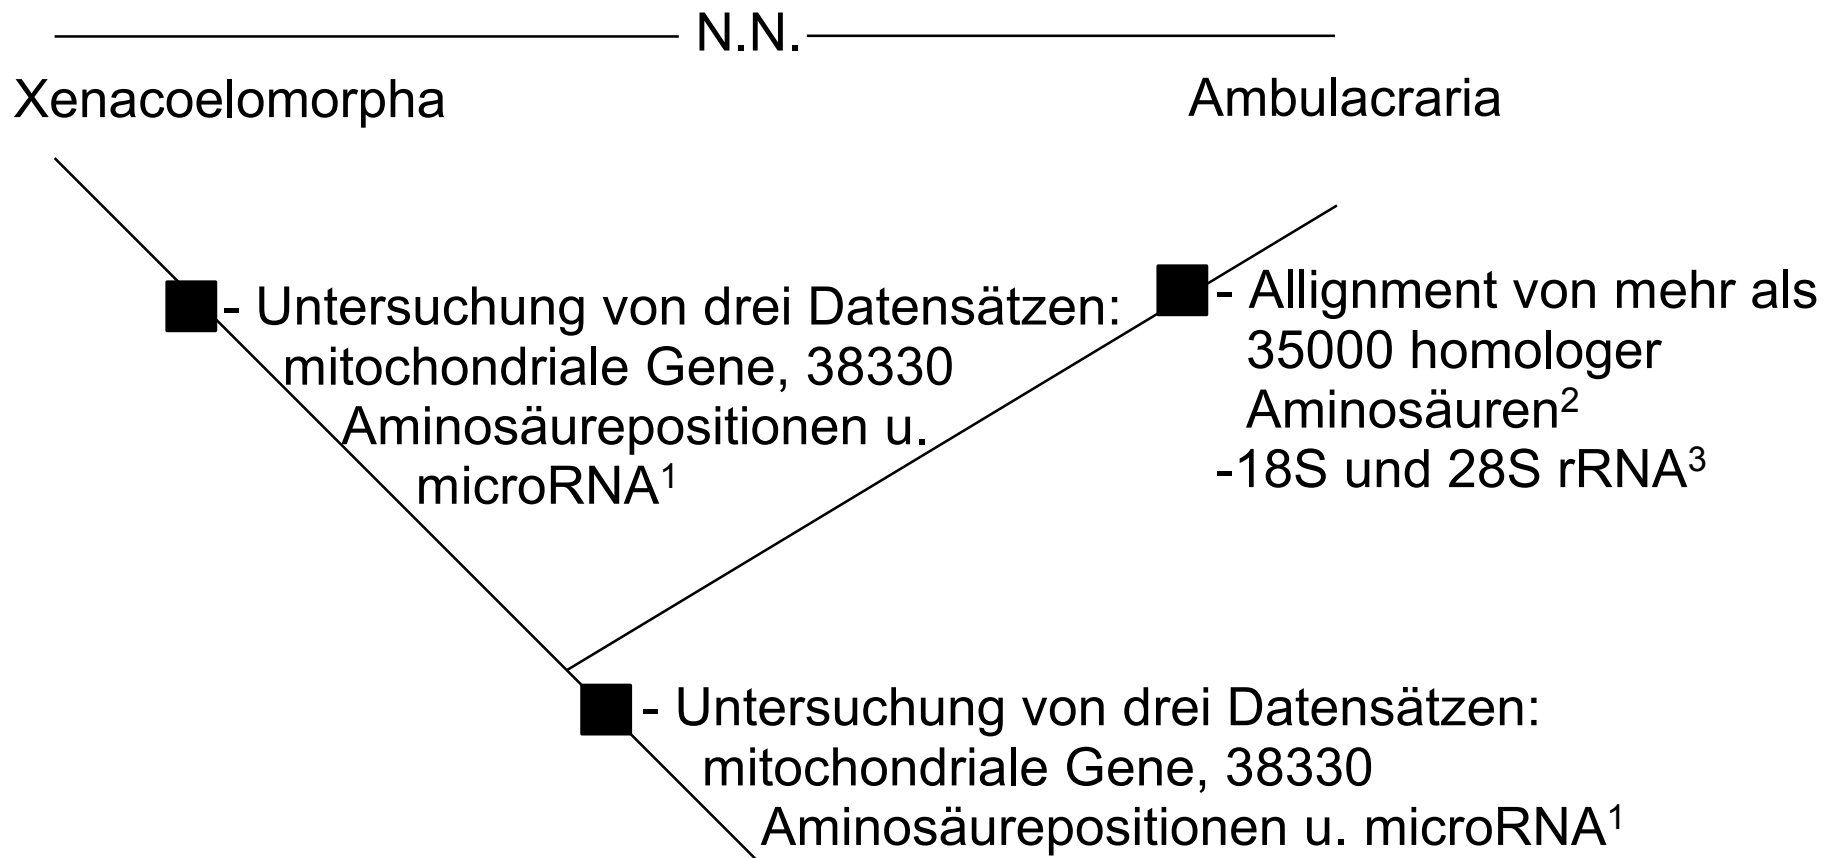 N.N.
Xenacoelomorpha
Ambulacraria
- Untersuchung von drei Datensätzen:
mitochondriale Gene, 38330
Aminosäurepositionen u.
microRNA¹
- Allignment von mehr als
35000 homologer
Aminosäuren²
-18S und 28S rRNA³
- Untersuchung von drei Datensätzen:
mitochondriale Gene, 38330
Aminosäurepositionen u. microRNA¹